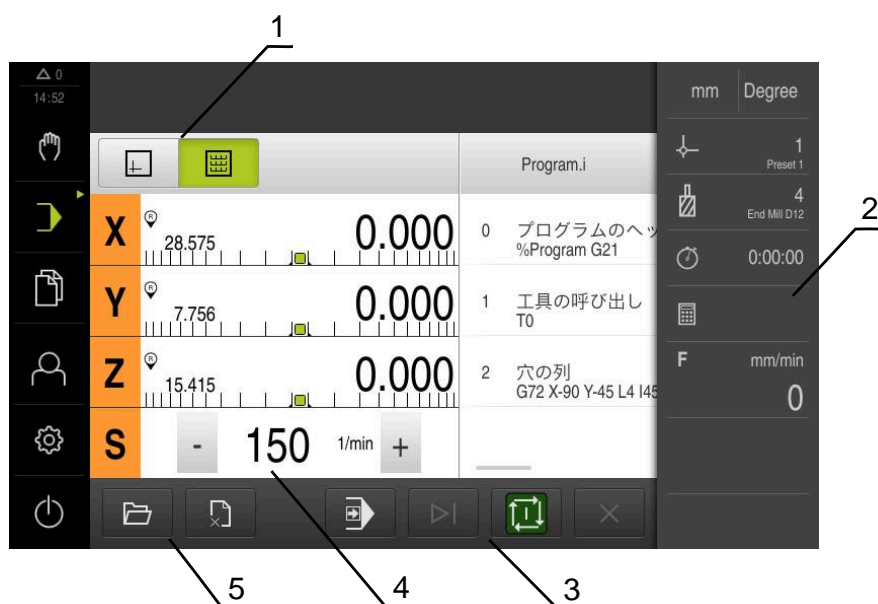 1
0
14:52
mm Degree
1
Preset 1
4
End Mill D12
2
0:00:00
F mm/min
0
Program.i
X R 28.575 0.000
Y R 7.756 0.000
Z R 15.415 0.000
S - 150 1/min +
0 プログラムのヘッ
%Program G21
1 工具の呼び出し
T0
2 穴の列
G72 X-90 Y-45 L4 I45
5
4
3